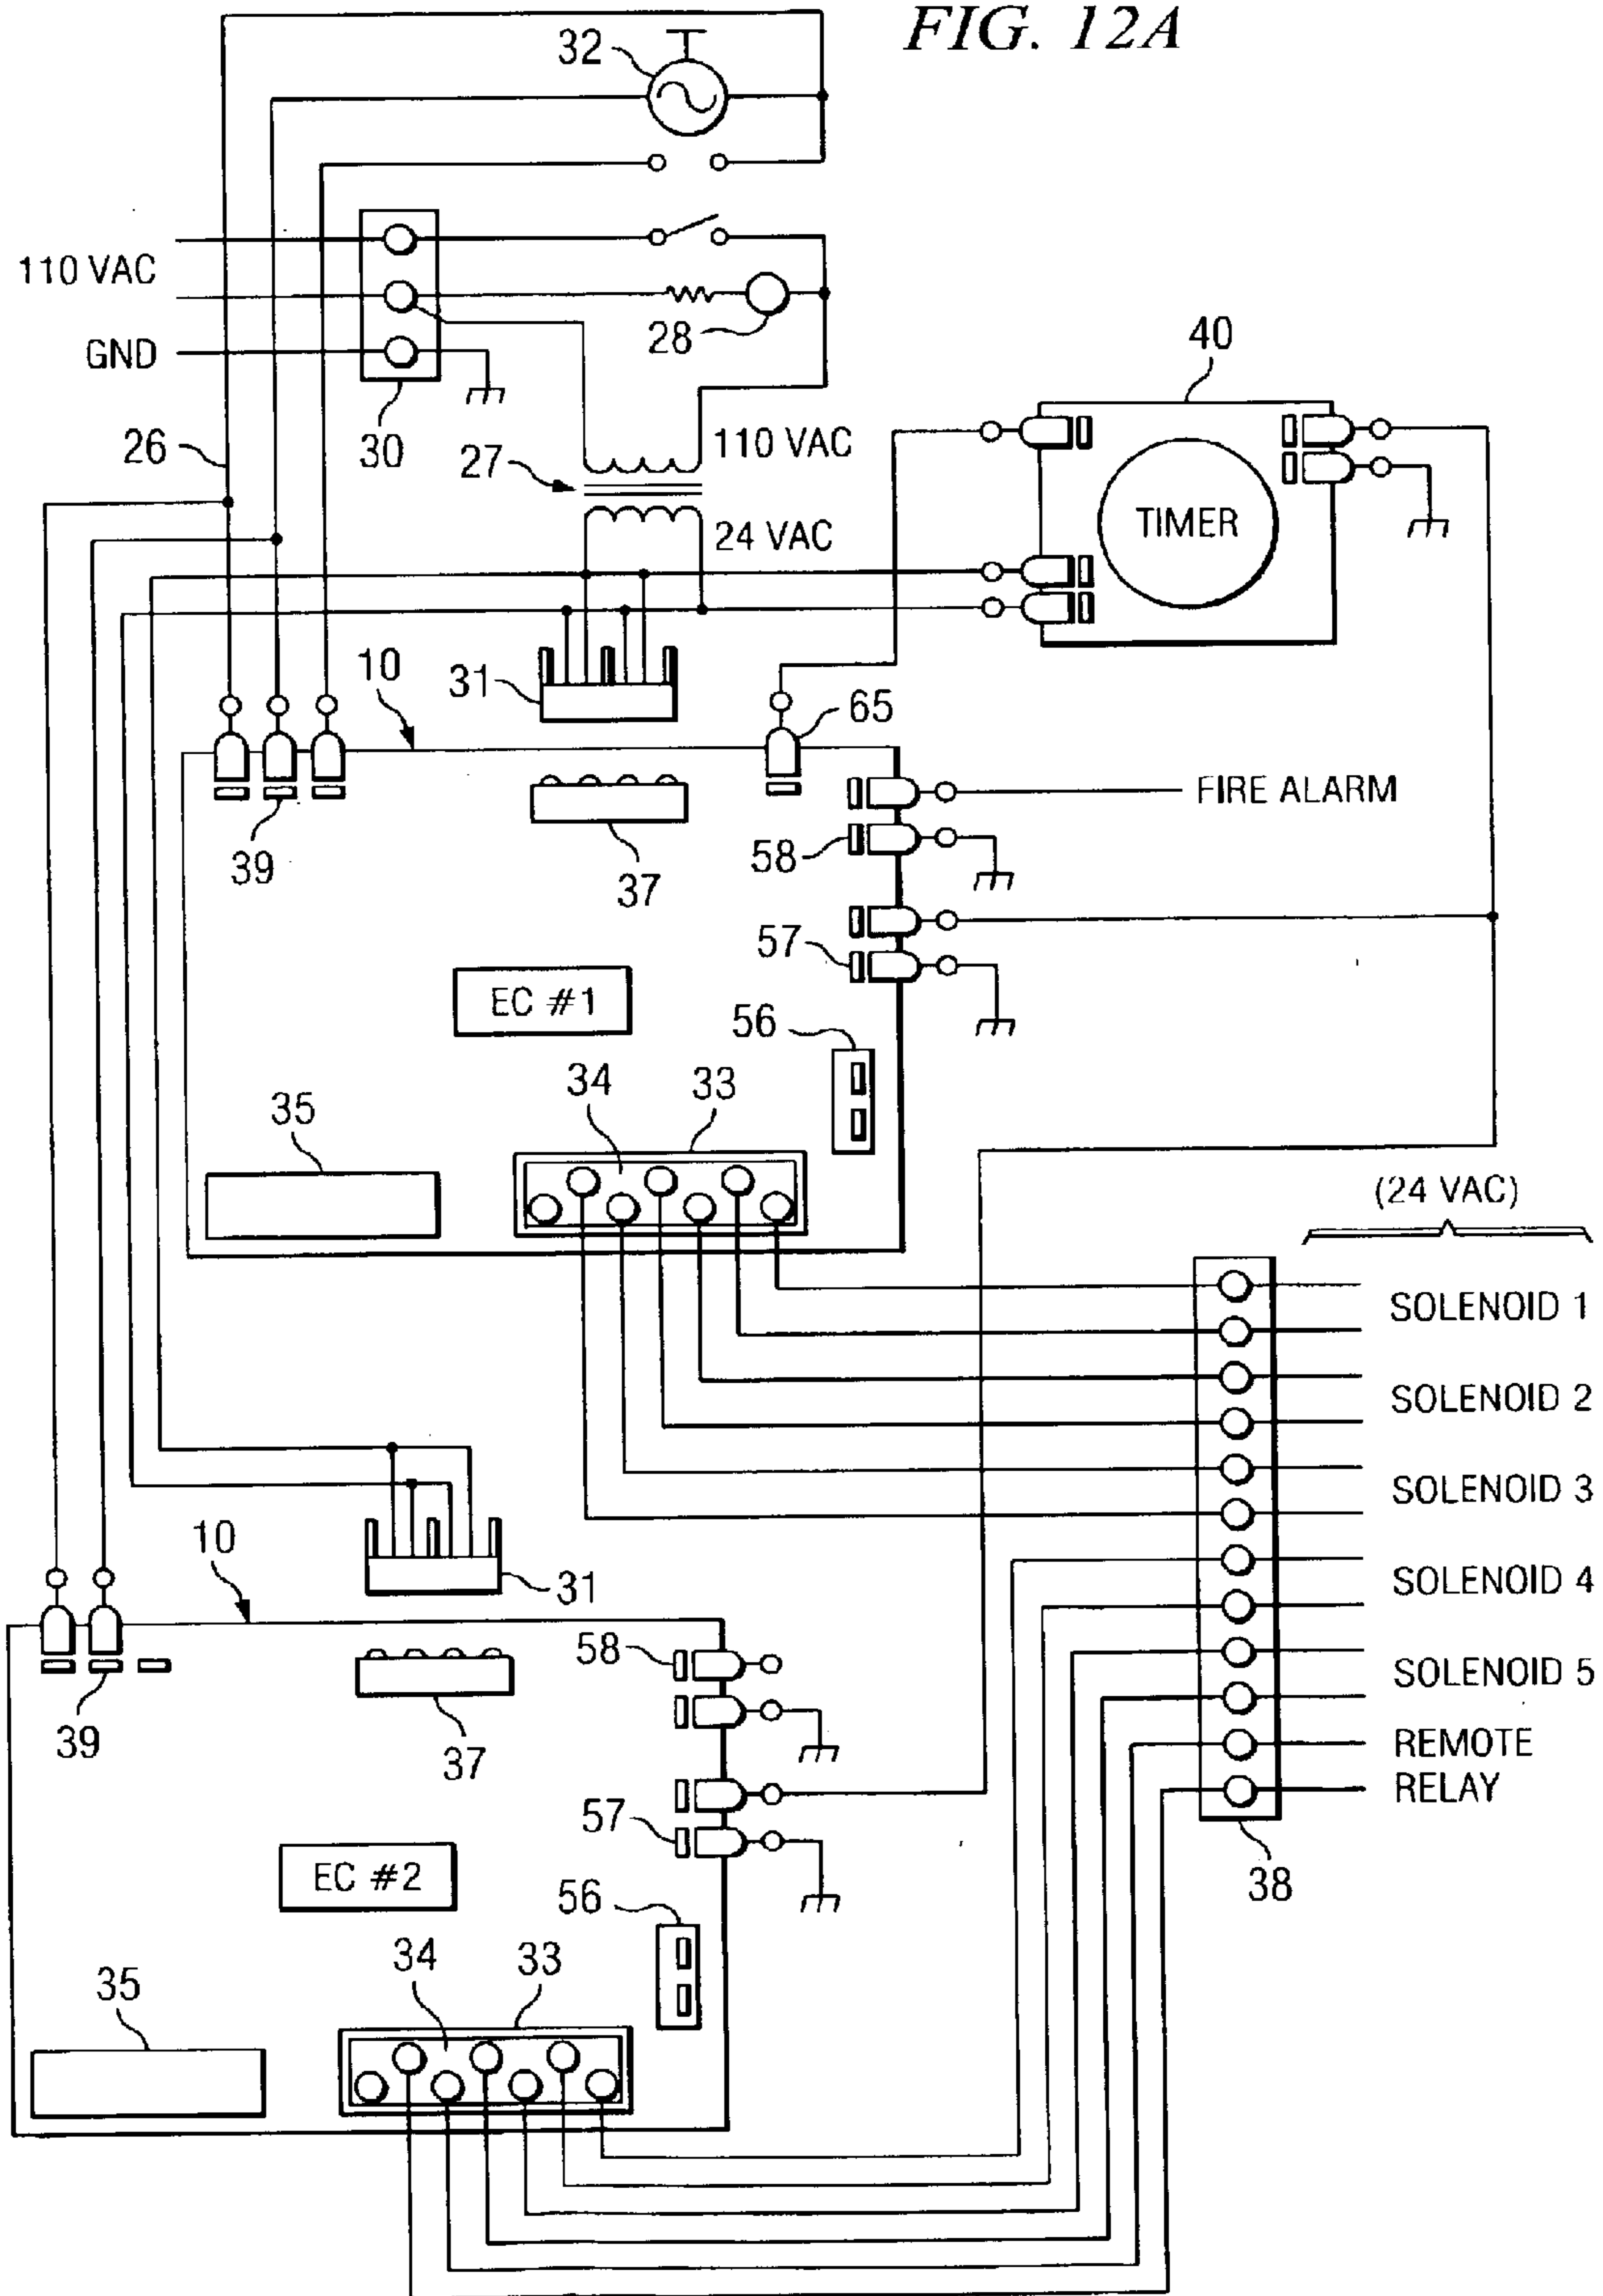 FIG. 12A
32
110 VAC
28
GND
40
30
26
110 VAC
27
TIMER
24 VAC
10
31
65
FIRE ALARM
39
58
37
57
EC #1
56
34
33
35
(24 VAC)
SOLENOID 1
SOLENOID 2
SOLENOID 3
10
31
SOLENOID 4
58
SOLENOID 5
39
37
REMOTE
RELAY
57
EC #2
38
56
34
33
35